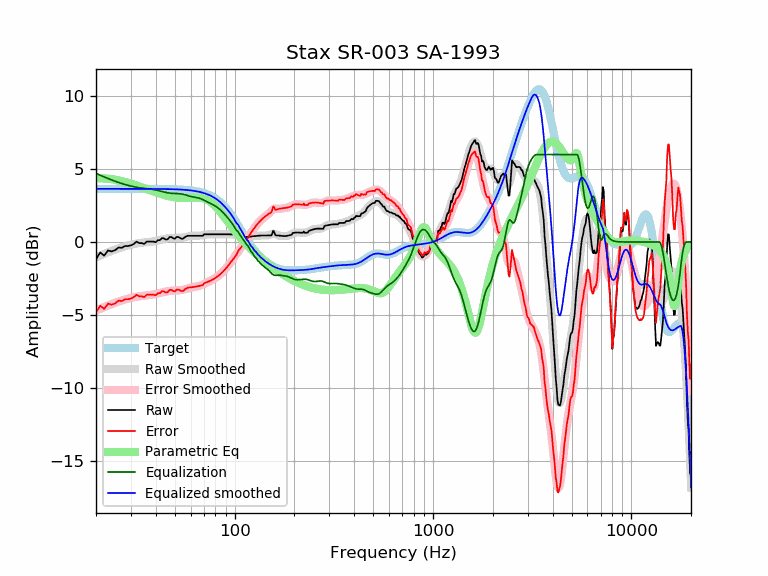 Stax SR-003 SA-1993
Amplitude (dBr)
10
5
0
−5
−10
−15
Target
Raw Smoothed
Error Smoothed
Raw
Error
Parametric Eq
Equalization
Equalized smoothed
100
1000
10000
Frequency (Hz)